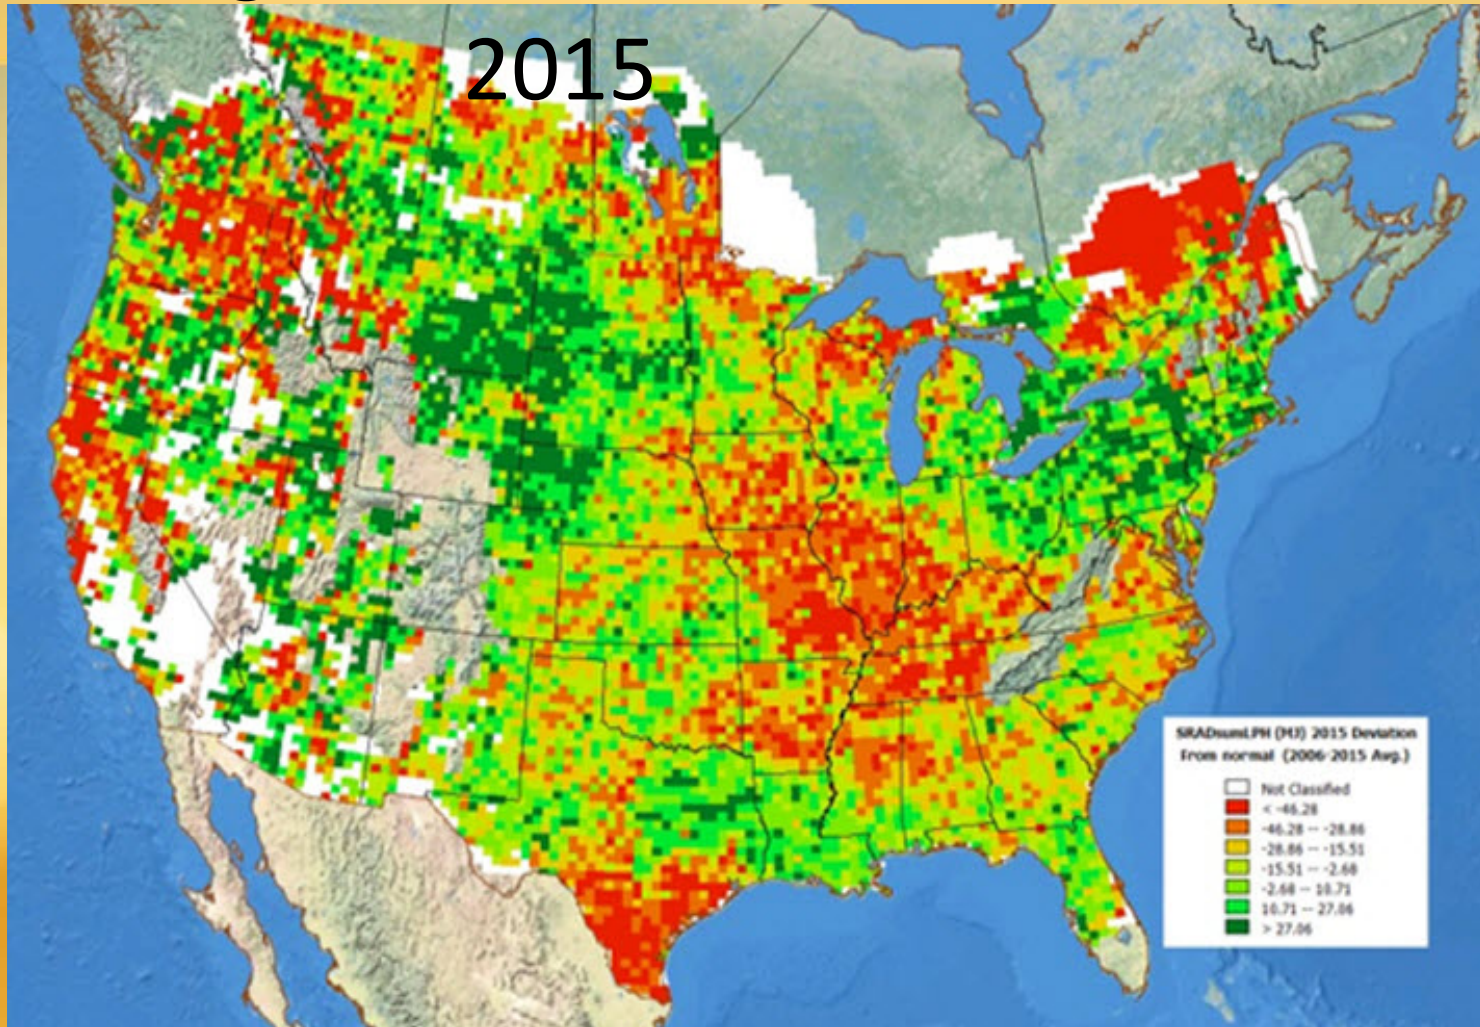 2015
SRADsumLPH (MJ) 2015 Deviation
From normal (2006-2015 Avg.)
Not Classified
< -46.28
-46.28 -- -28.86
-28.86 -- -15.51
-15.51 -- -2.68
-2.68 -- 10.71
10.71 -- 27.06
> 27.06